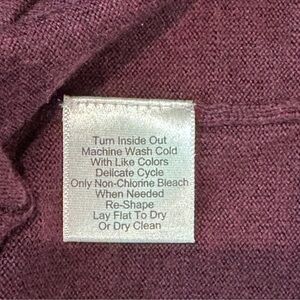 Turn Inside Out
Machine Wash Cold
With Like Colors
Delicate Cycle
Only Non-Chlorine Bleach
When Needed
Re-Shape
Lay Flat To Dry
Or Dry Clean